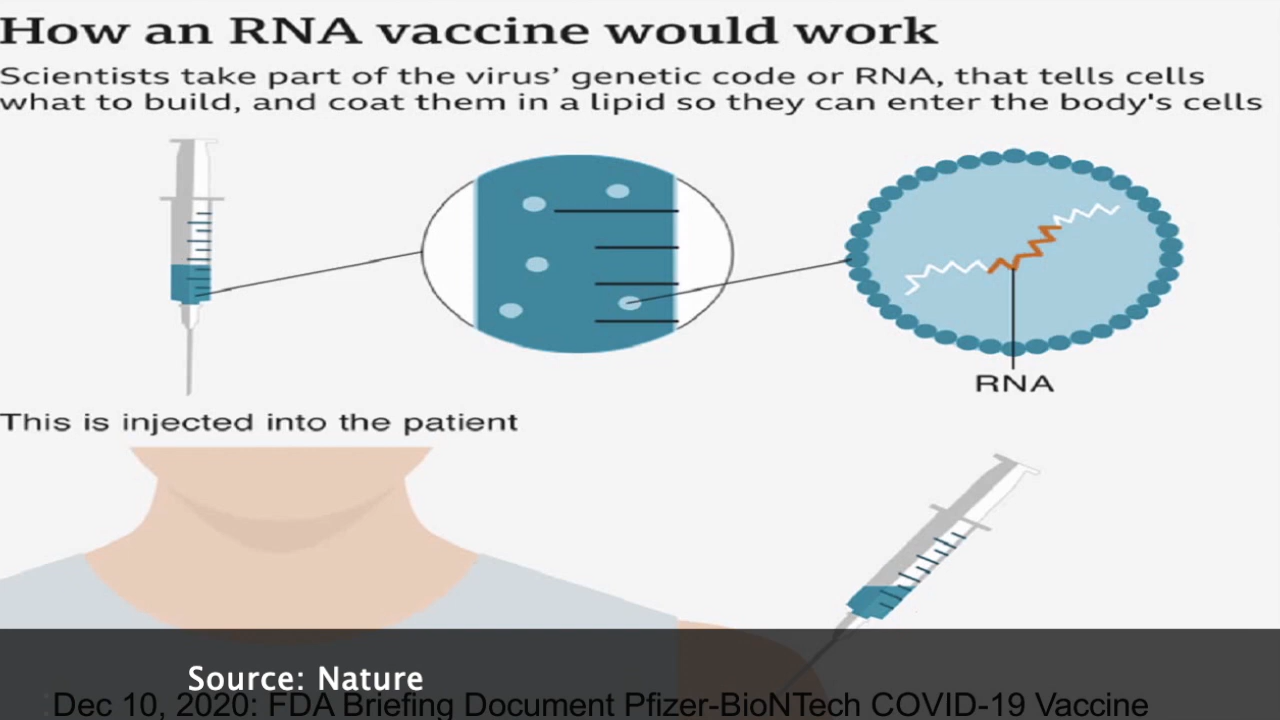 How an RNA vaccine would work
Scientists take part of the virus’ genetic code or RNA, that tells cells
what to build, and coat them in a lipid so they can enter the body's cells
RNA
This is injected into the patient
Source: Nature
Dec 10, 2020: FDA Briefing Document Pfizer-BioNTech COVID-19 Vaccine